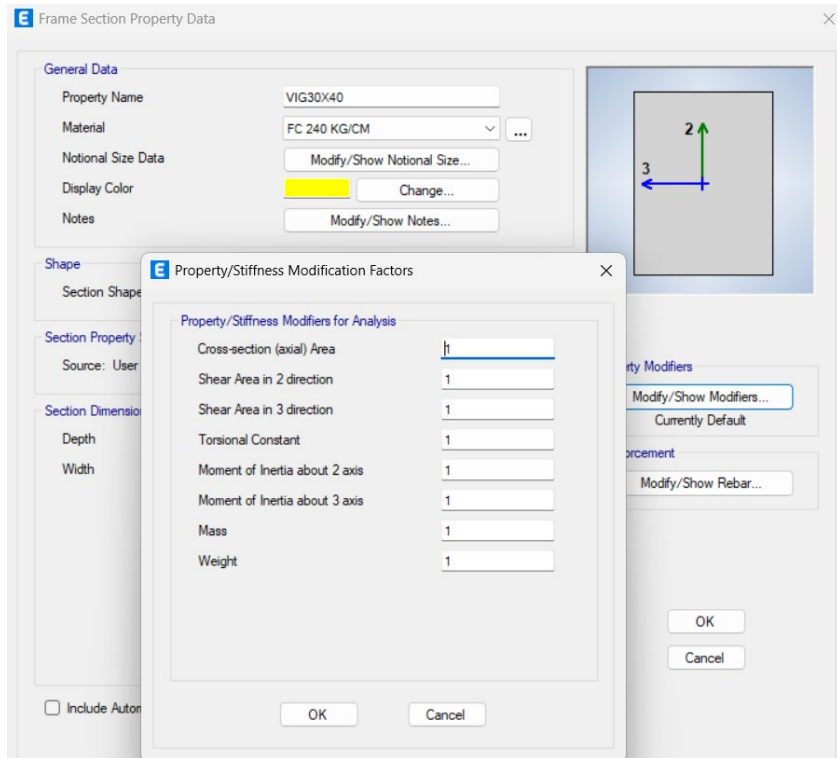 E Frame Section Property Data
General Data
Property Name VIG30X40
Material FC 240 KG/CM ...
Notional Size Data Modify/Show Notional Size...
Display Color Change...
Notes Modify/Show Notes...
2
3
Shape
Section Shape
Section Property
Source: User
Section Dimension
Depth
Width
Include Autom
E Property/Stiffness Modification Factors
Property/Stiffness Modifiers for Analysis
Cross-section (axial) Area 1
Shear Area in 2 direction 1
Shear Area in 3 direction 1
Torsional Constant 1
Moment of Inertia about 2 axis 1
Moment of Inertia about 3 axis 1
Mass 1
Weight 1
OK Cancel
rty Modifiers
Modify/Show Modifiers...
Currently Default
orcement
Modify/Show Rebar...
OK
Cancel